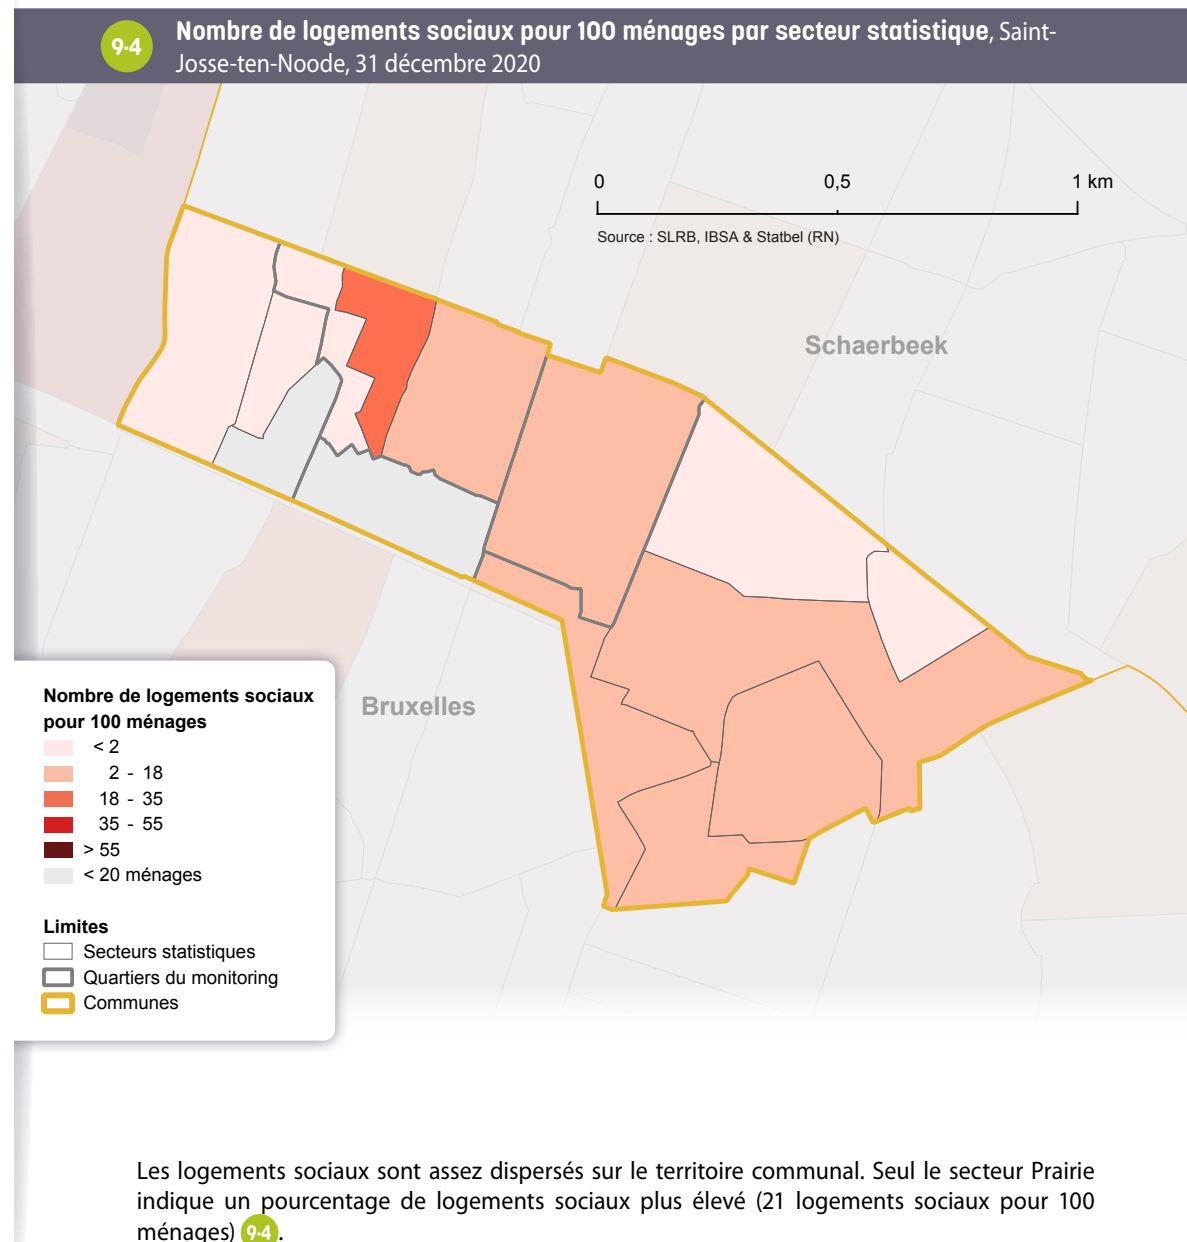 9.4
Nombre de logements sociaux pour 100 ménages par secteur statistique, Saint-
Josse-ten-Noode, 31 décembre 2020
0 0,5 1 km
Source : SLRB, IBSA & Statbel (RN)
Schaerbeek
Bruxelles
Nombre de logements sociaux
pour 100 ménages
< 2
2 - 18
18 - 35
35 - 55
> 55
< 20 ménages
Limites
Secteurs statistiques
Quartiers du monitoring
Communes
Les logements sociaux sont assez dispersés sur le territoire communal. Seul le secteur Prairie
indique un pourcentage de logements sociaux plus élevé (21 logements sociaux pour 100
ménages) 9.4.